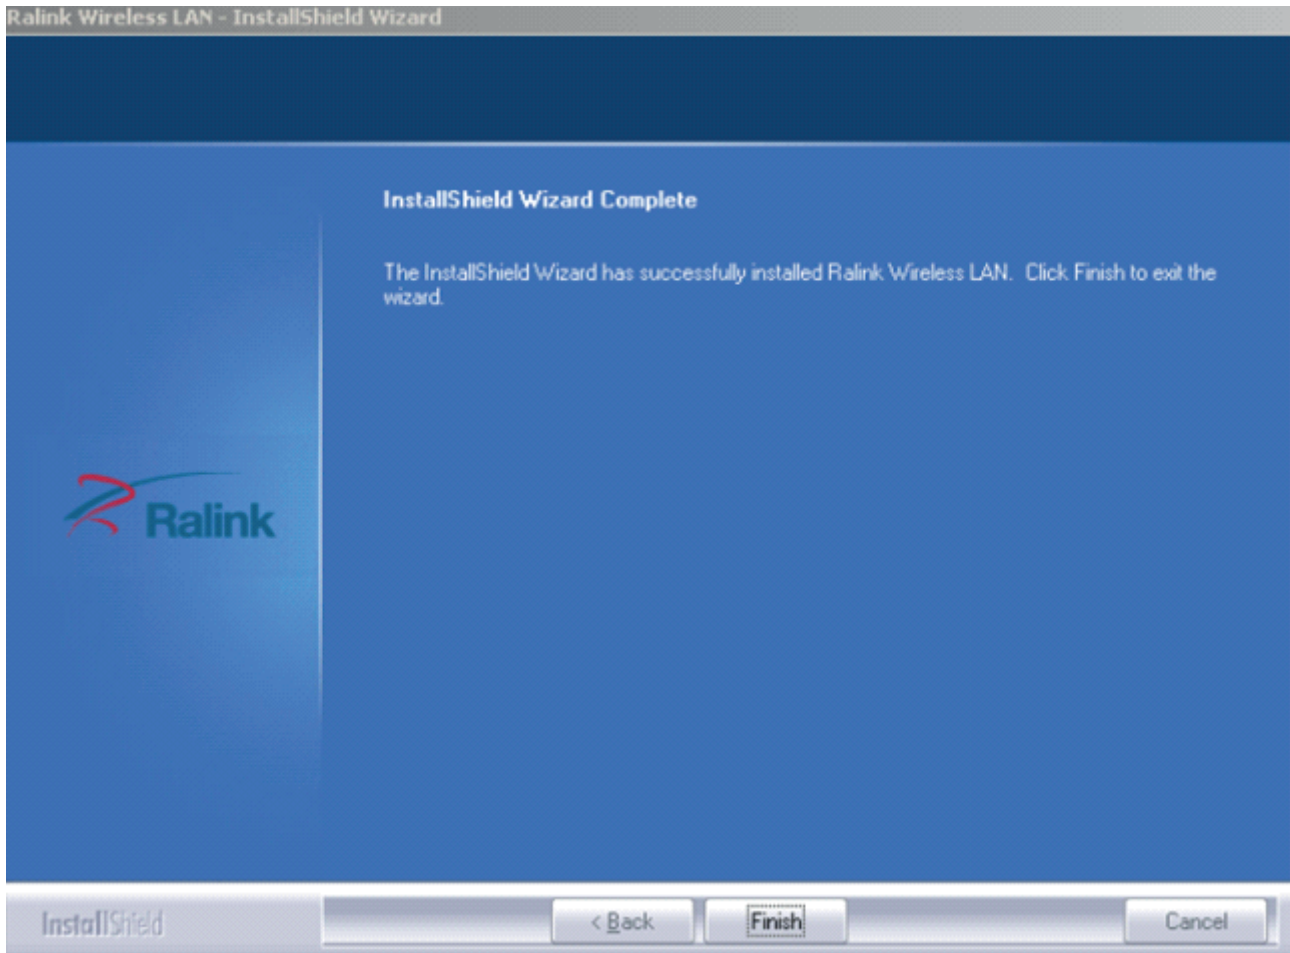 Ralink Wireless LAN - InstallShield Wizard
InstallShield Wizard Complete
The InstallShield Wizard has successfully installed Ralink Wireless LAN. Click Finish to exit the
wizard.
Ralink
InstallShield
< Back
Finish
Cancel